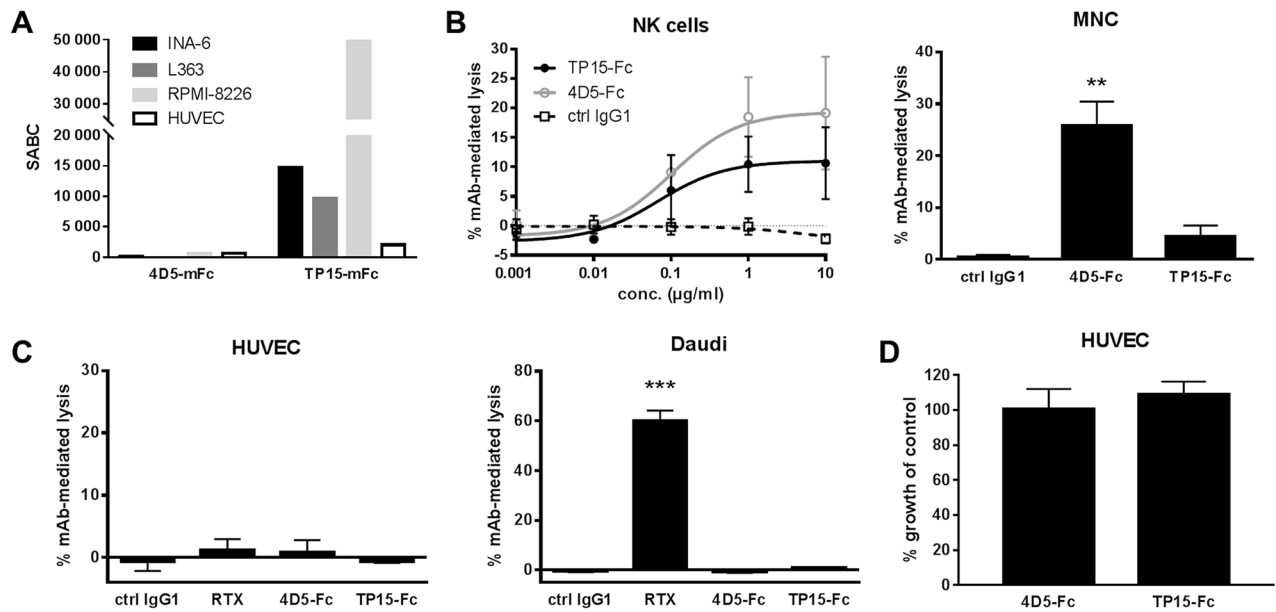 A
SABC
50 000
40 000
30 000
20 000
15 000
10 000
5 000
0
INA-6
L363
RPMI-8226
HUVEC
4D5-mFc
TP15-mFc
B
NK cells
% mAb-mediated lysis
30
25
20
15
10
5
0
-5
TP15-Fc
4D5-Fc
ctrl IgG1
0.001
0.01
0.1
1
10
conc. (µg/ml)
MNC
% mAb-mediated lysis
40
30
20
10
0
**
ctrl IgG1
4D5-Fc
TP15-Fc
C
HUVEC
% mAb-mediated lysis
30
20
10
0
ctrl IgG1
RTX
4D5-Fc
TP15-Fc
Daudi
% mAb-mediated lysis
80
60
40
20
0
***
ctrl IgG1
RTX
4D5-Fc
TP15-Fc
D
HUVEC
% growth of control
120
100
80
60
40
20
0
4D5-Fc
TP15-Fc